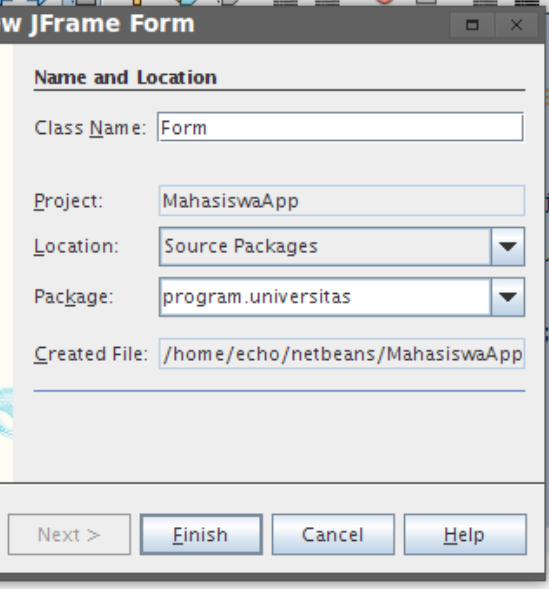 w JFrame Form
Name and Location
Class Name: Form
Project: MahasiswaApp
Location: Source Packages
Package: program.universitas
Created File: /home/echo/netbeans/MahasiswaApp
Next > Finish Cancel Help